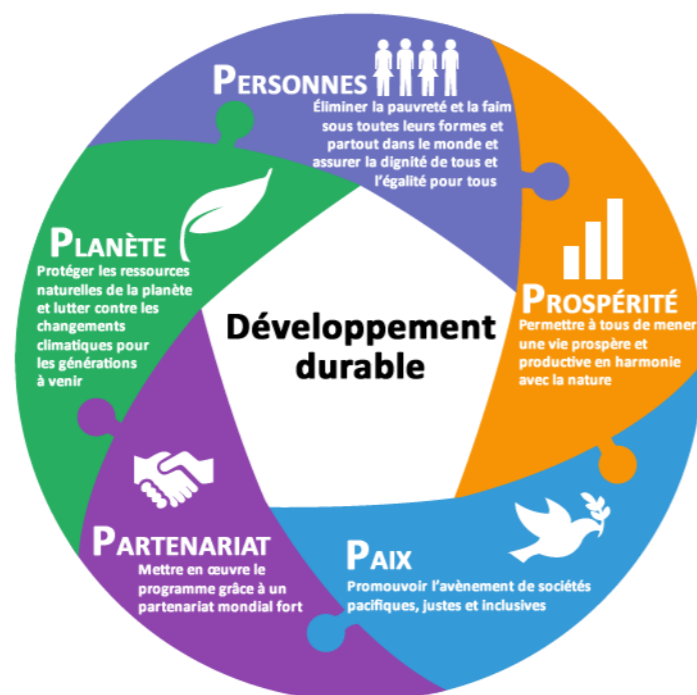 PERSONNES
Éliminer la pauvreté et la faim
sous toutes leurs formes et
partout dans le monde et
assurer la dignité de tous et
l'égalité pour tous
PLANÈTE
Protéger les ressources
naturelles de la planète
et lutter contre les
changements
climatiques pour
les générations
à venir
PROSPÉRITÉ
Permettre à tous de mener
une vie prospère et
productive en harmonie
avec la nature
Développement
durable
PARTENARIAT
Mettre en œuvre le
programme grâce à un
partenariat mondial fort
PAIX
Promouvoir l'avènement de sociétés
pacifiques, justes et inclusives